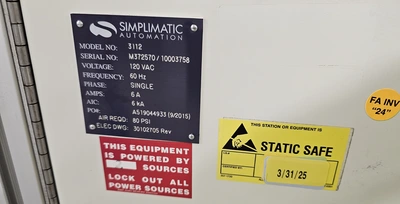 SIMPLIMATIC
AUTOMATION
MODEL NO: 3112
SERIAL NO: M3T2570 / 10003758
VOLTAGE: 120 VAC
FREQUENCY: 60 Hz
PHASE: SINGLE
AMPS: 6 A
AIC: 6 kA
PO#: A519044933 (9/2015)
AIR REQD: 80 PSI
ELEC DWG: 30102705 Rev
THIS EQUIPMENT
IS POWERED BY
SOURCES
LOCK OUT ALL
POWER SOURCES
THIS STATION OR EQUIPMENT IS
STATIC SAFE
3/31/25
FA INV
"24"